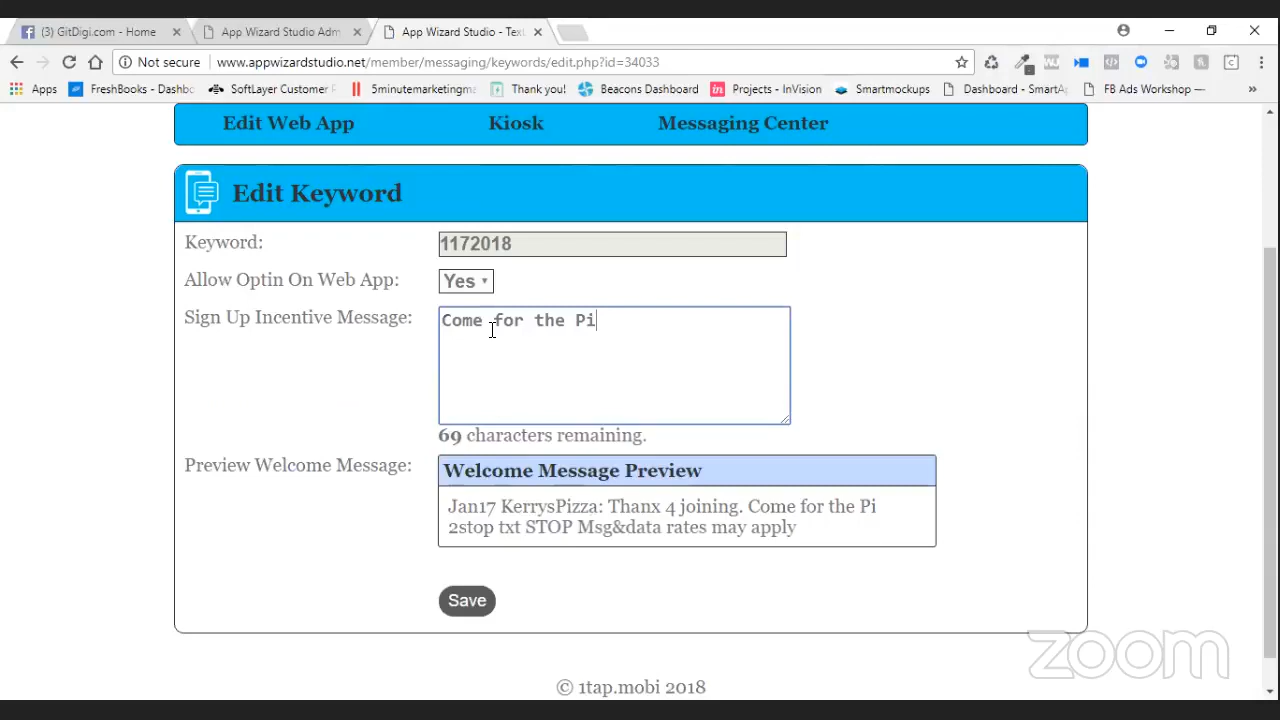 (3) GitDigi.com - Home
App Wizard Studio Adm
App Wizard Studio - Text
Not secure
www.appwizardstudio.net/member/messaging/keywords/edit.php?id=34033
Apps
FreshBooks - Dashbo
SoftLayer Customer
5minutemarketingma
Thank you!
Beacons Dashboard
Projects - InVision
Smartmockups
Dashboard - SmartA
FB Ads Workshop —
Edit Web App
Kiosk
Messaging Center
Edit Keyword
Keyword:
1172018
Allow Optin On Web App:
Yes
Sign Up Incentive Message:
Come for the Pi
69 characters remaining.
Preview Welcome Message:
Welcome Message Preview
Jan17 KerrysPizza: Thanx 4 joining. Come for the Pi
2stop txt STOP Msg&data rates may apply
Save
zoom
© 1tap.mobi 2018